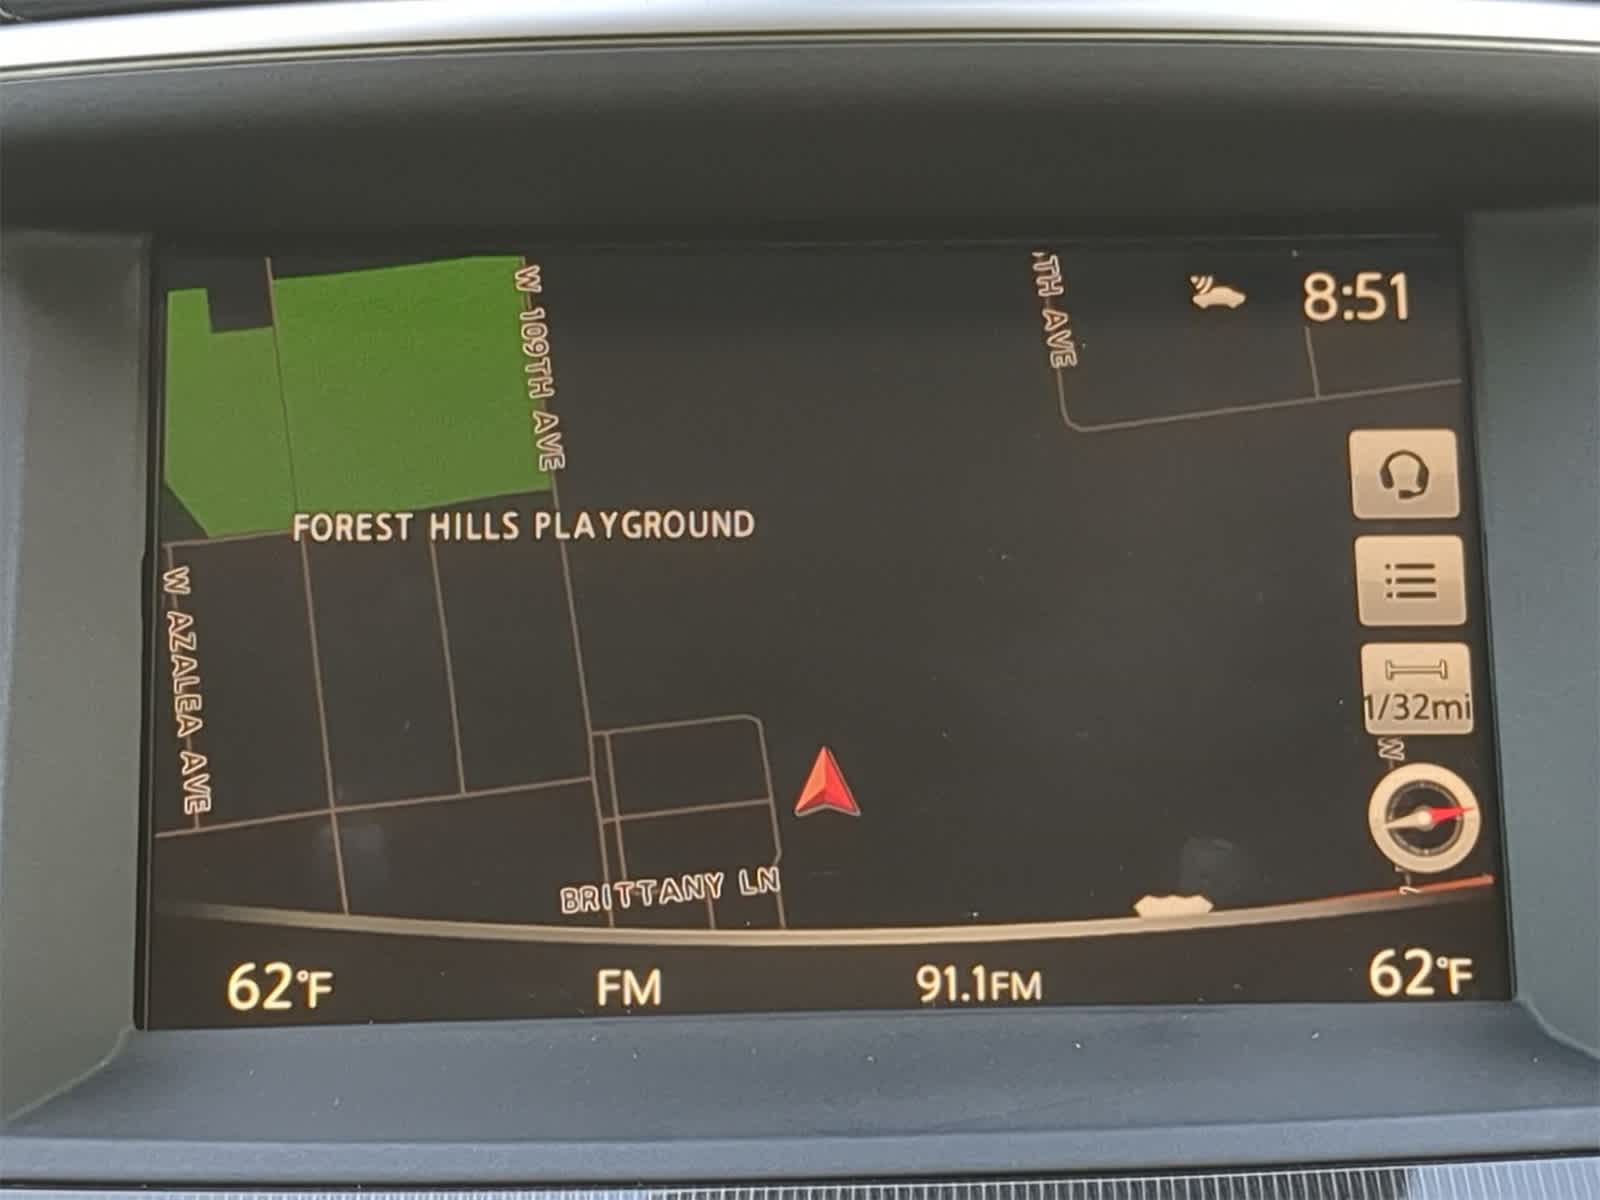 W 109TH AVE
TH AVE
8:51
FOREST HILLS PLAYGROUND
W AZALEA AVE
1/32mi
W
BRITTANY LN
62°F
FM
91.1FM
62°F